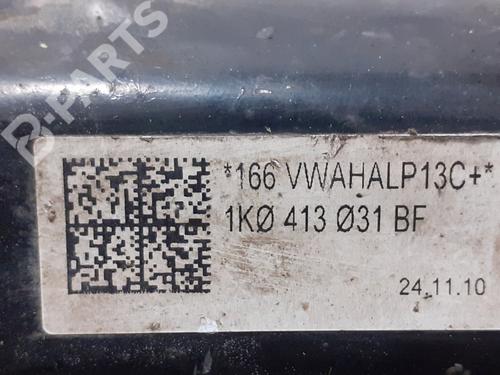 B-PARTS
*166 VWAHALP13C+*
1KØ 413 Ø31 BF
24.11.10